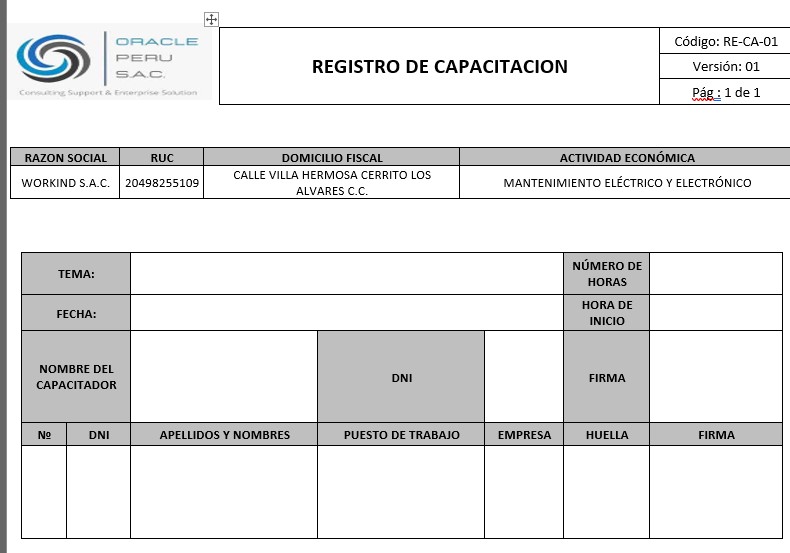 ORACLE
PERU
S.A.C.
Consulting Support & Enterprise Solution
REGISTRO DE CAPACITACION
Código: RE-CA-01
Versión: 01
Pág : 1 de 1
RAZON SOCIAL RUC DOMICILIO FISCAL ACTIVIDAD ECONÓMICA
WORKIND S.A.C. 20498255109 CALLE VILLA HERMOSA CERRITO LOS
ALVARES C.C. MANTENIMIENTO ELÉCTRICO Y ELECTRÓNICO
TEMA: NÚMERO DE
HORAS
FECHA: HORA DE
INICIO
NOMBRE DEL
CAPACITADOR DNI FIRMA
Nº DNI APELLIDOS Y NOMBRES PUESTO DE TRABAJO EMPRESA HUELLA FIRMA